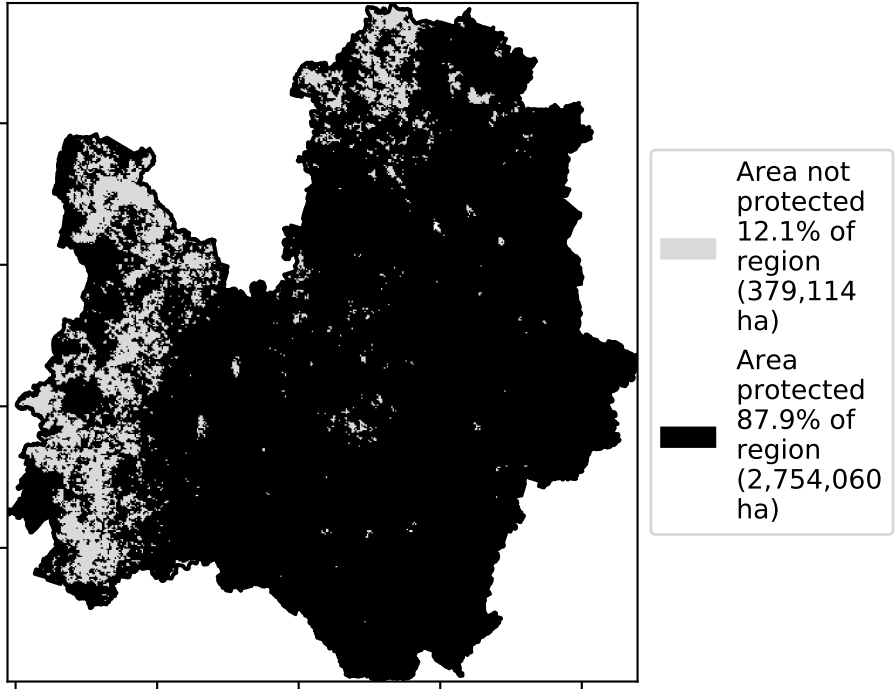 Area not
protected
12.1% of
region
(379,114
ha)
Area
protected
87.9% of
region
(2,754,060
ha)